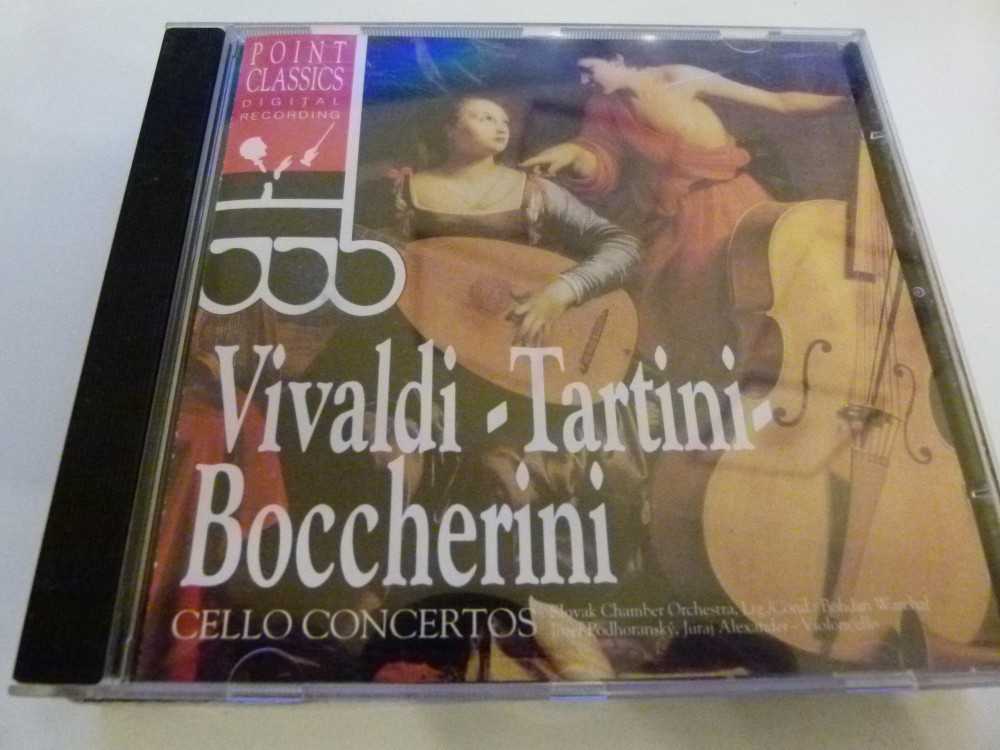 POINT
CLASSICS
DIGITAL
RECORDING
Vivaldi - Tartini -
Boccherini
CELLO CONCERTOS
Slovak Chamber Orchestra, Ltg./Cond.: Bohdan Warchal
Jozef Podhoranský, Juraj Alexander - Violoncello